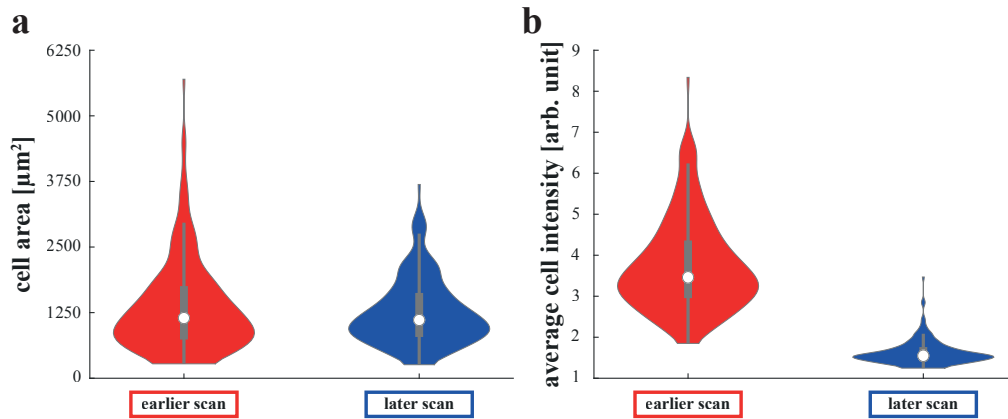 a
cell area [µm²]
6250
5000
3750
2500
1250
0
earlier scan
later scan
b
average cell intensity [arb. unit]
9
8
7
6
5
4
3
2
1
earlier scan
later scan